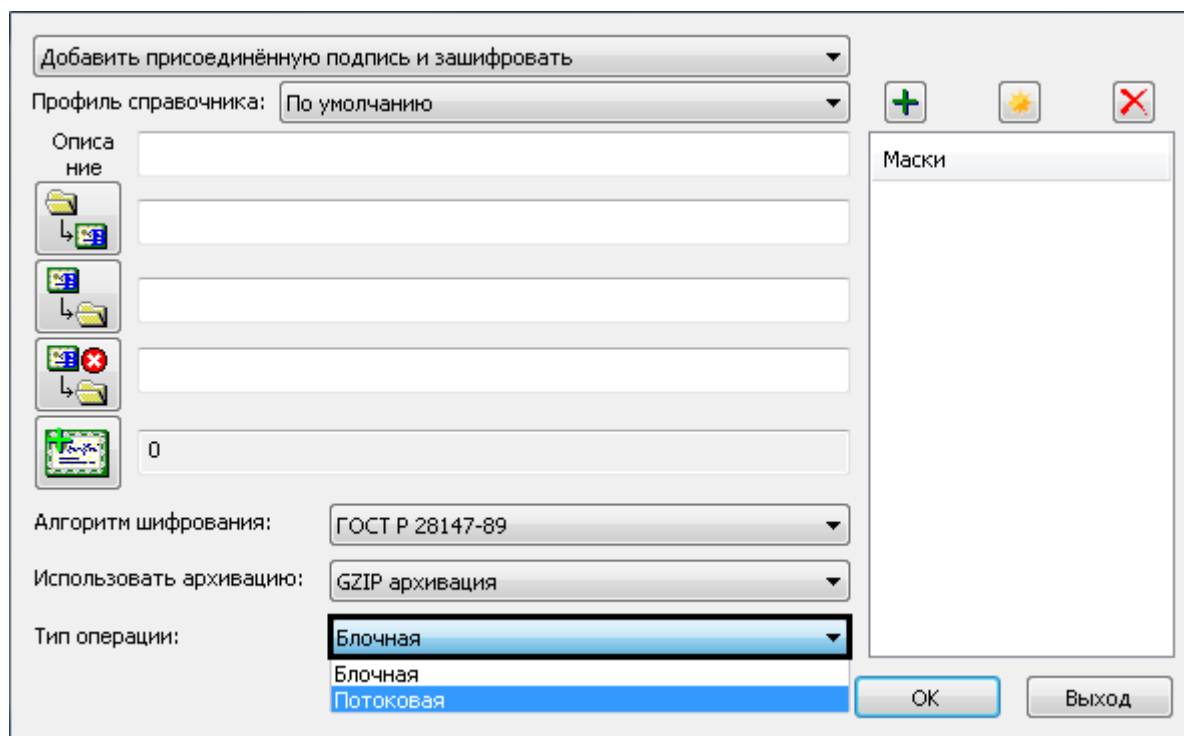 Добавить присоединённую подпись и зашифровать
Профиль справочника: По умолчанию
Описа
ние
Маски
0
Алгоритм шифрования: ГОСТ Р 28147-89
Использовать архивацию: GZIP архивация
Тип операции: Блочная
Блочная
Потоковая
ОК
Выход